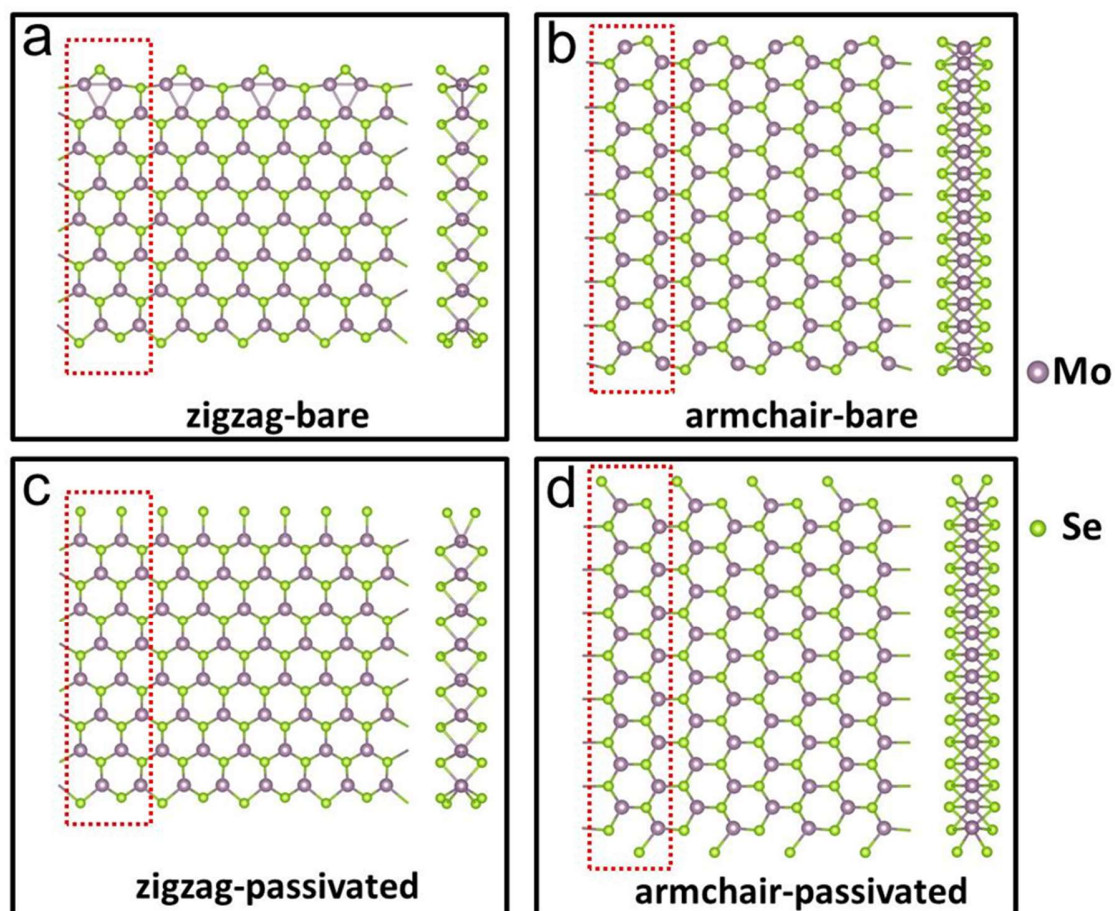 a
b
zigzag-bare
armchair-bare
Mo
c
d
Se
zigzag-passivated
armchair-passivated